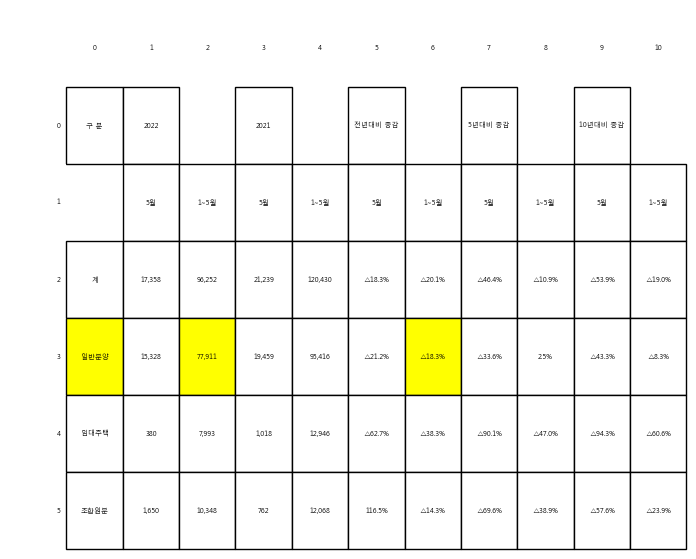 0 1 2 3 4 5 6 7 8 9 10
0 구 분 2022 2021 전년대비 증감 5년대비 증감 10년대비 증감
1 5월 1~5월 5월 1~5월 5월 1~5월 5월 1~5월 5월 1~5월
2 계 17,358 96,252 21,239 120,430 △18.3% △20.1% △46.4% △10.9% △53.9% △19.0%
3 일반분양 15,328 77,911 19,459 95,416 △21.2% △18.3% △33.6% 2.5% △43.3% △8.3%
4 임대주택 380 7,993 1,018 12,946 △62.7% △38.3% △90.1% △47.0% △94.3% △60.6%
5 조합원분 1,650 10,348 762 12,068 116.5% △14.3% △69.6% △38.9% △57.6% △23.9%